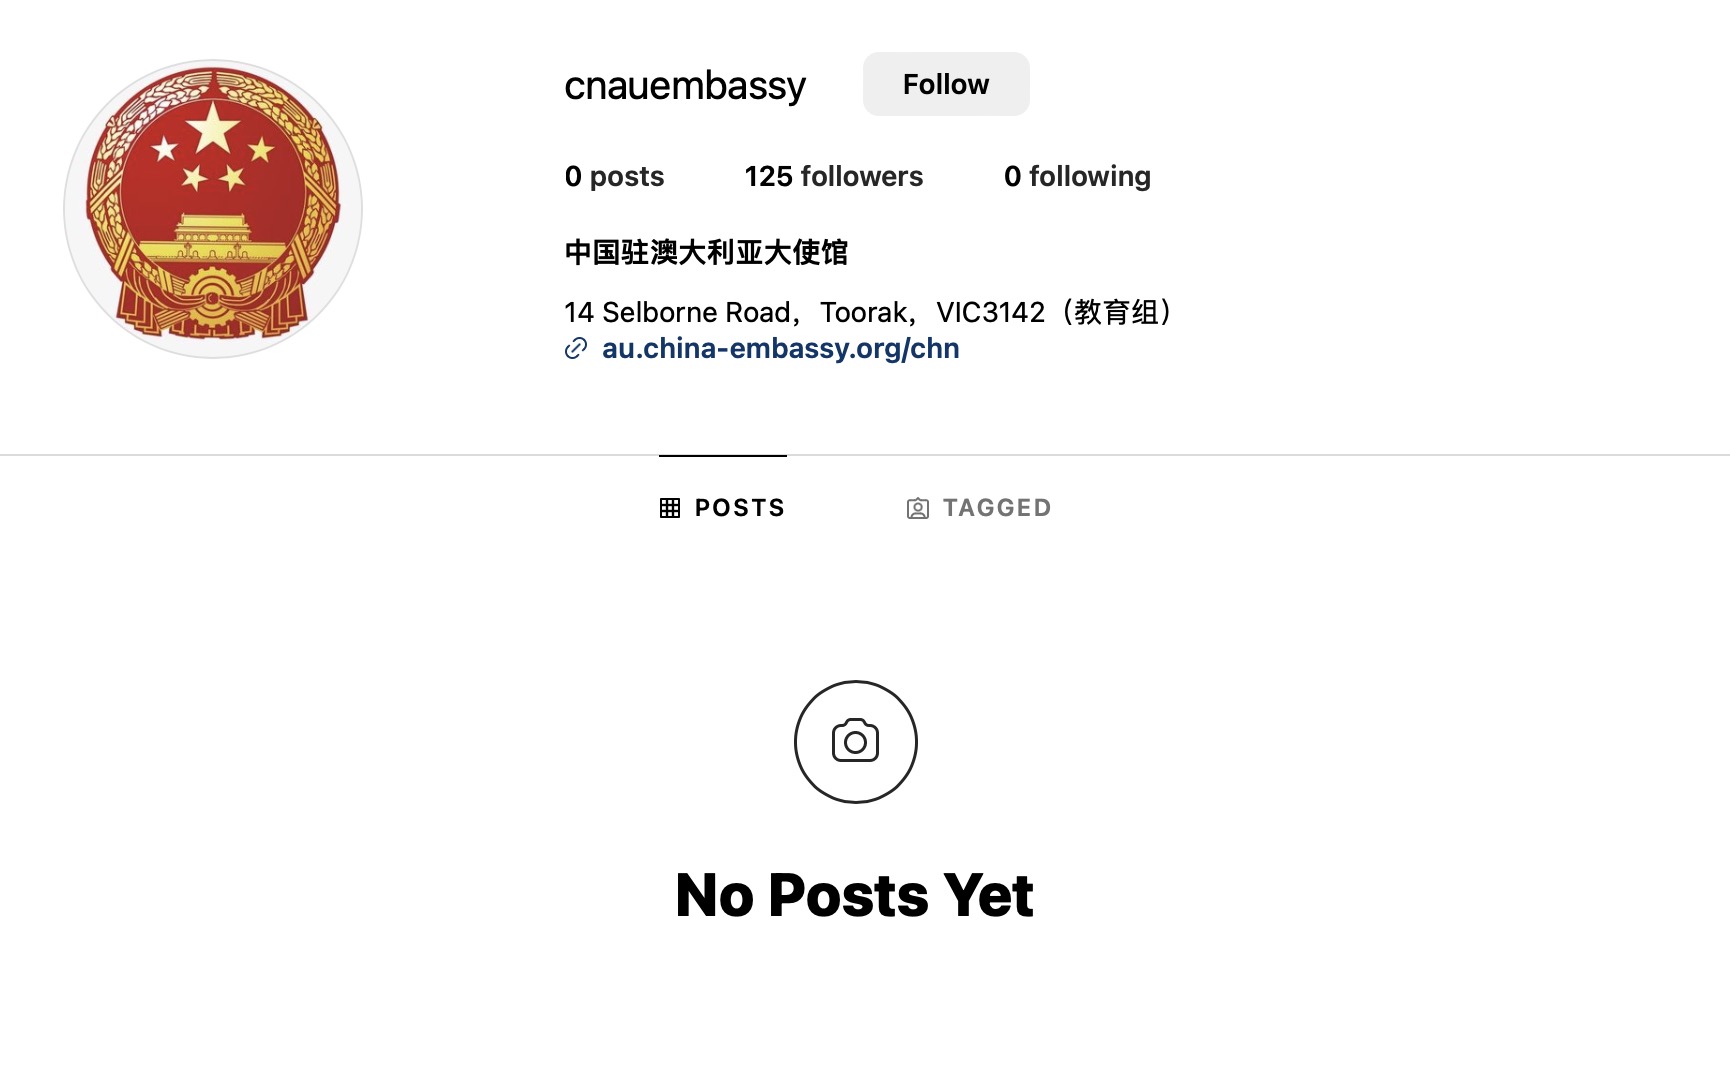 cnauembassy Follow
0 posts 125 followers 0 following
中国驻澳大利亚大使馆
14 Selborne Road，Toorak，VIC3142（教育组）
au.china-embassy.org/chn
POSTS TAGGED
No Posts Yet